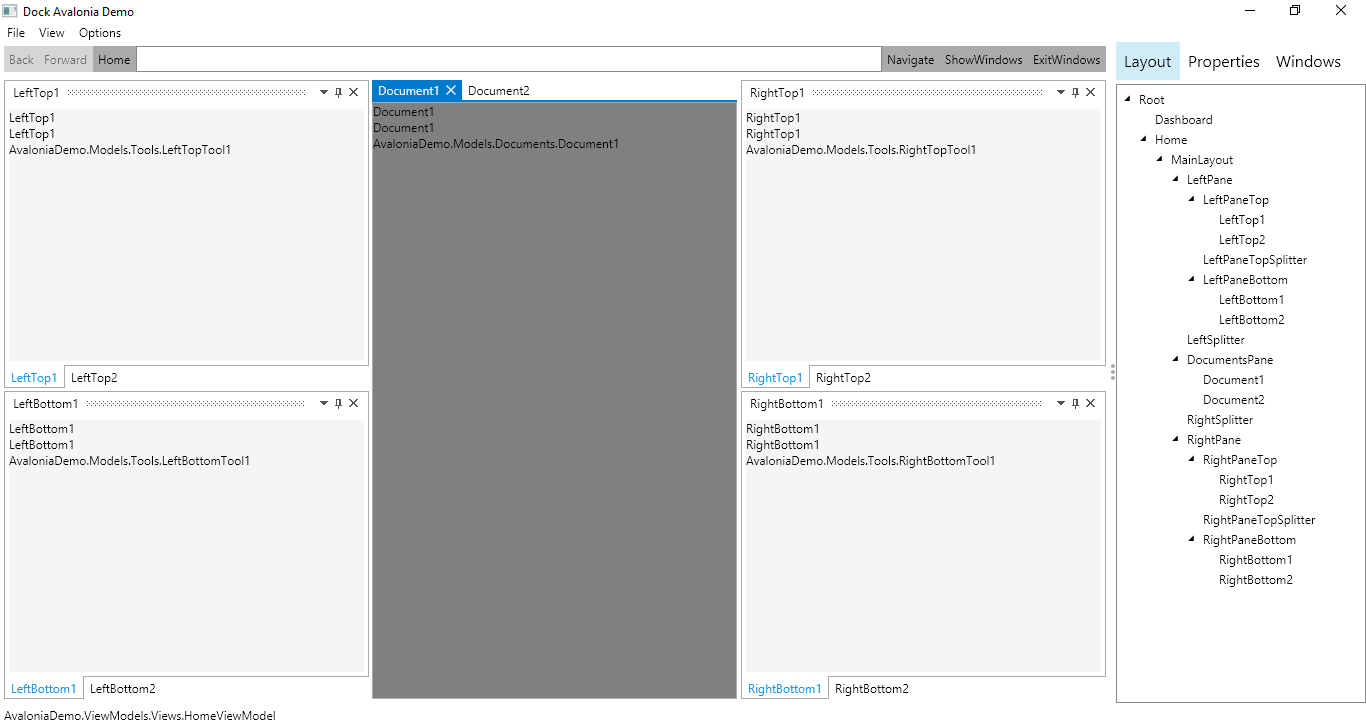 Dock Avalonia Demo
File View Options
Back Forward Home Navigate ShowWindows ExitWindows
LeftTop1
LeftTop1
LeftTop1
AvaloniaDemo.Models.Tools.LeftTopTool1
LeftTop1 LeftTop2
LeftBottom1
LeftBottom1
LeftBottom1
AvaloniaDemo.Models.Tools.LeftBottomTool1
LeftBottom1 LeftBottom2
Document1 Document2
Document1
Document1
AvaloniaDemo.Models.Documents.Document1
RightTop1
RightTop1
RightTop1
AvaloniaDemo.Models.Tools.RightTopTool1
RightTop1 RightTop2
RightBottom1
RightBottom1
RightBottom1
AvaloniaDemo.Models.Tools.RightBottomTool1
RightBottom1 RightBottom2
Layout Properties Windows
Root
Dashboard
Home
MainLayout
LeftPane
LeftPaneTop
LeftTop1
LeftTop2
LeftPaneTopSplitter
LeftPaneBottom
LeftBottom1
LeftBottom2
LeftSplitter
DocumentsPane
Document1
Document2
RightSplitter
RightPane
RightPaneTop
RightTop1
RightTop2
RightPaneTopSplitter
RightPaneBottom
RightBottom1
RightBottom2
AvaloniaDemo.ViewModels.Views.HomeViewModel